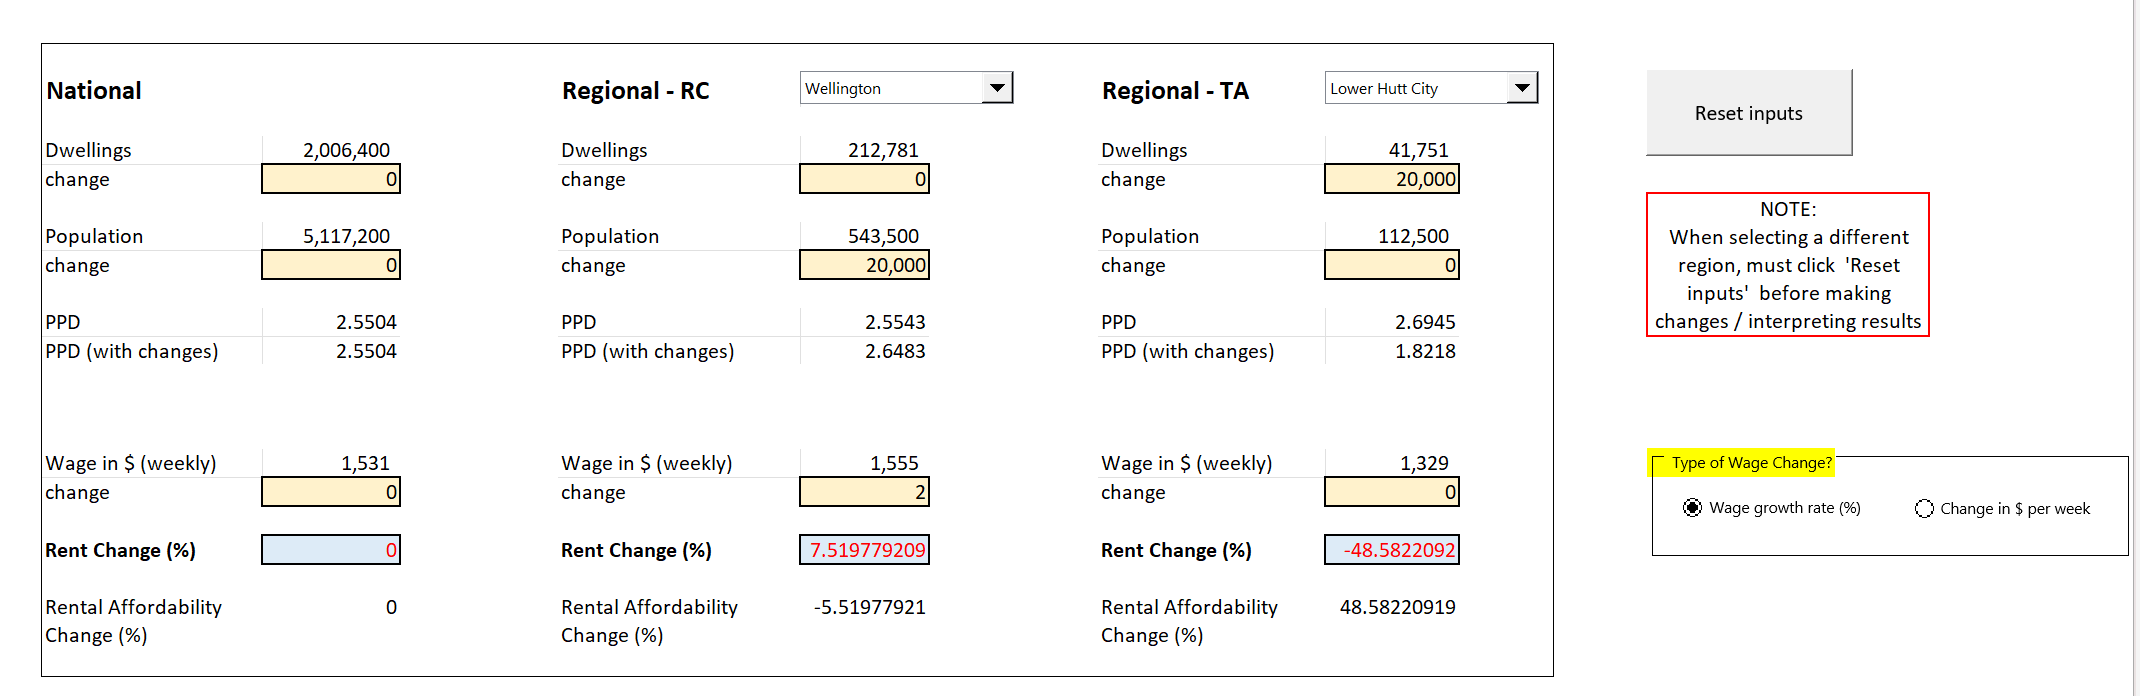 National
Regional - RC
Wellington
Regional - TA
Lower Hutt City
Reset inputs
Dwellings 2,006,400
change 0
Population 5,117,200
change 0
PPD 2.5504
PPD (with changes) 2.5504
Wage in $ (weekly) 1,531
change 0
Rent Change (%) 0
Rental Affordability 0
Change (%)
Dwellings 212,781
change 0
Population 543,500
change 20,000
PPD 2.5543
PPD (with changes) 2.6483
Wage in $ (weekly) 1,555
change 2
Rent Change (%) 7.519779209
Rental Affordability -5.51977921
Change (%)
Dwellings 41,751
change 20,000
Population 112,500
change 0
PPD 2.6945
PPD (with changes) 1.8218
Wage in $ (weekly) 1,329
change 0
Rent Change (%) -48.5822092
Rental Affordability 48.58220919
Change (%)
NOTE:
When selecting a different
region, must click 'Reset
inputs' before making
changes / interpreting results
Type of Wage Change?
Wage growth rate (%)
Change in $ per week